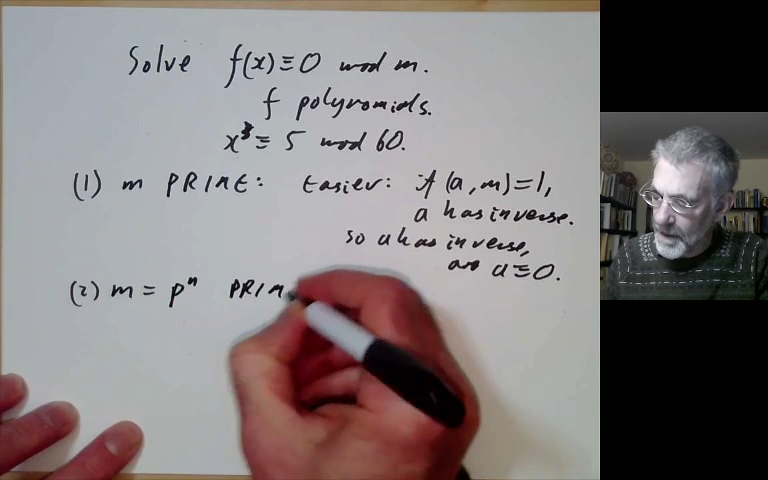 Solve f(x) ≡ 0 mod m.
f polynomials.
x³ ≡ 5 mod 60.
(1) m PRIME: Easier: if (a, m) = 1,
a has inverse.
so a has inverse,
or a ≡ 0.
(2) m = pⁿ PRIM